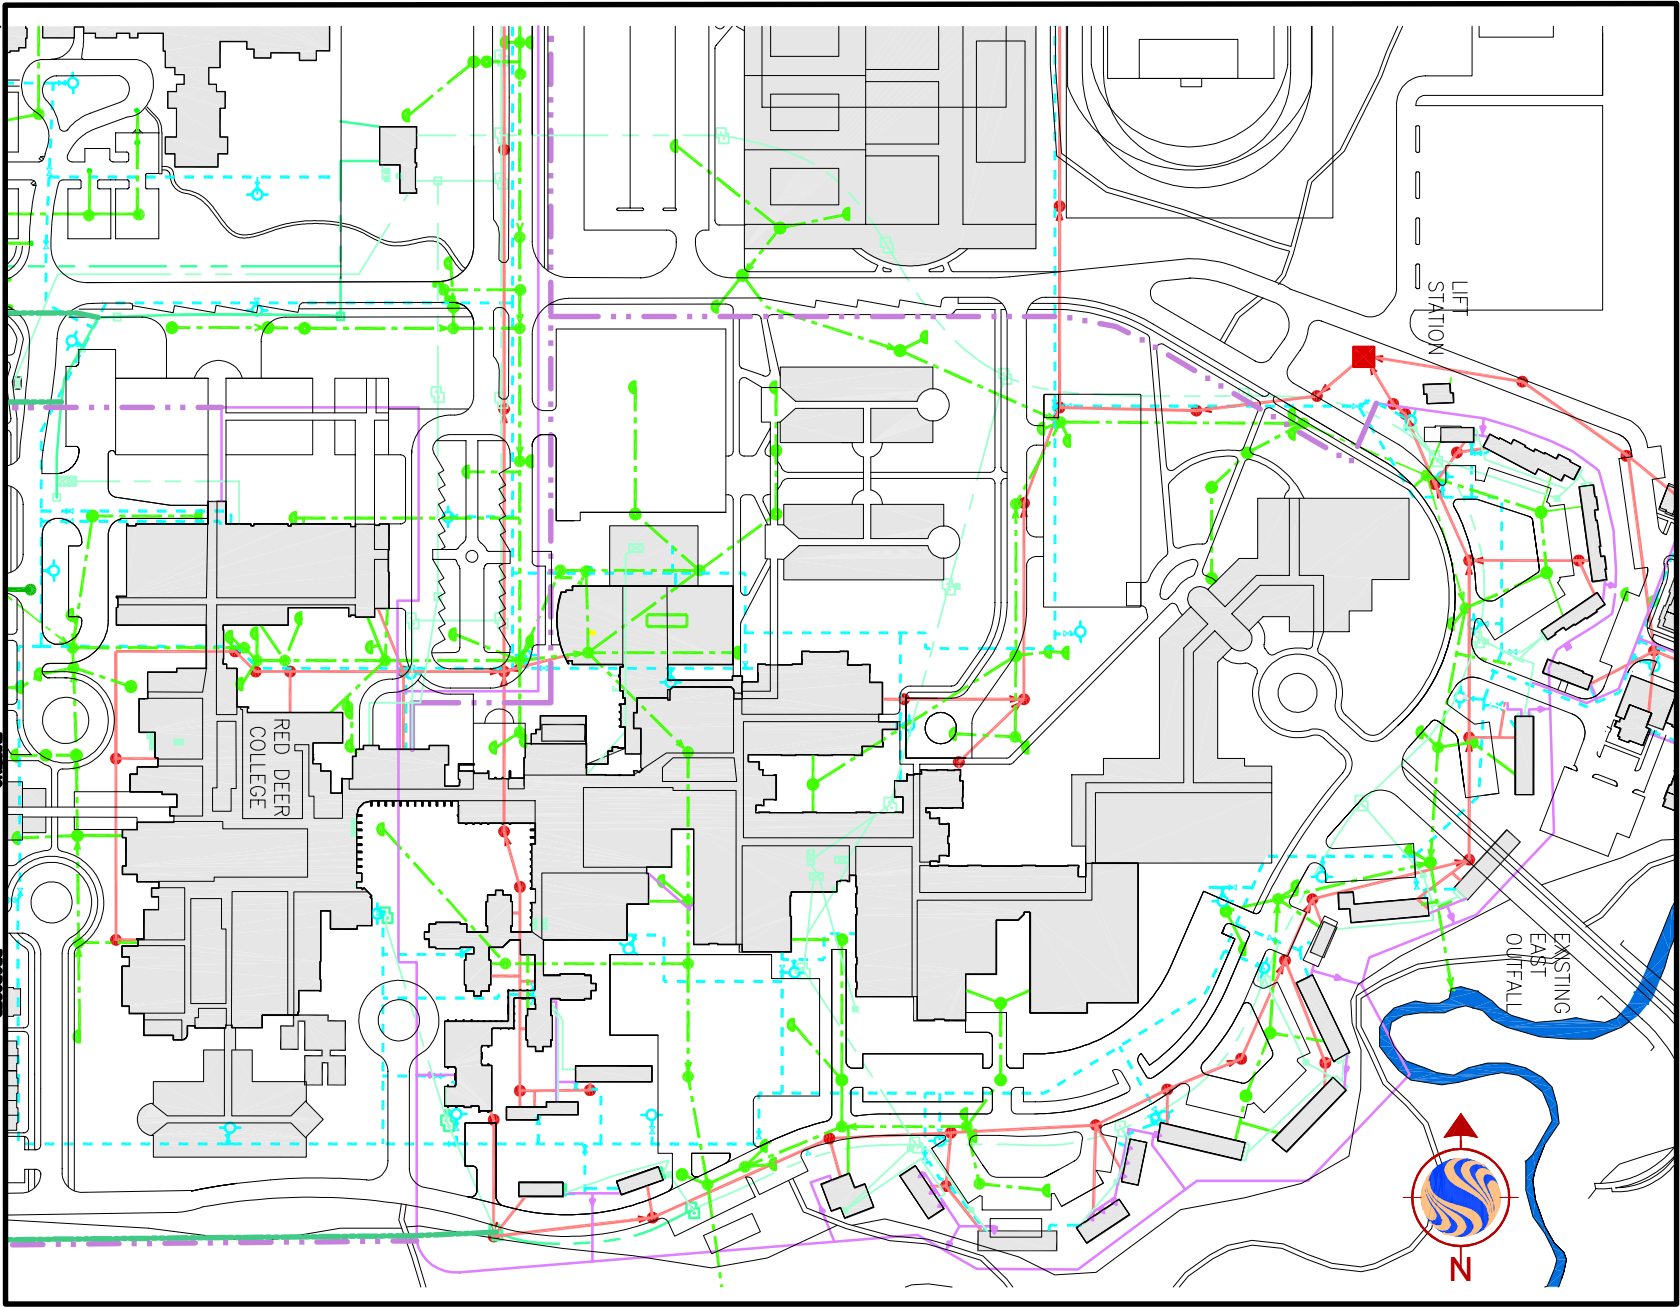 LIFT
STATION
RED DEER
COLLEGE
EXISTING
EAST
OUTFALL
N